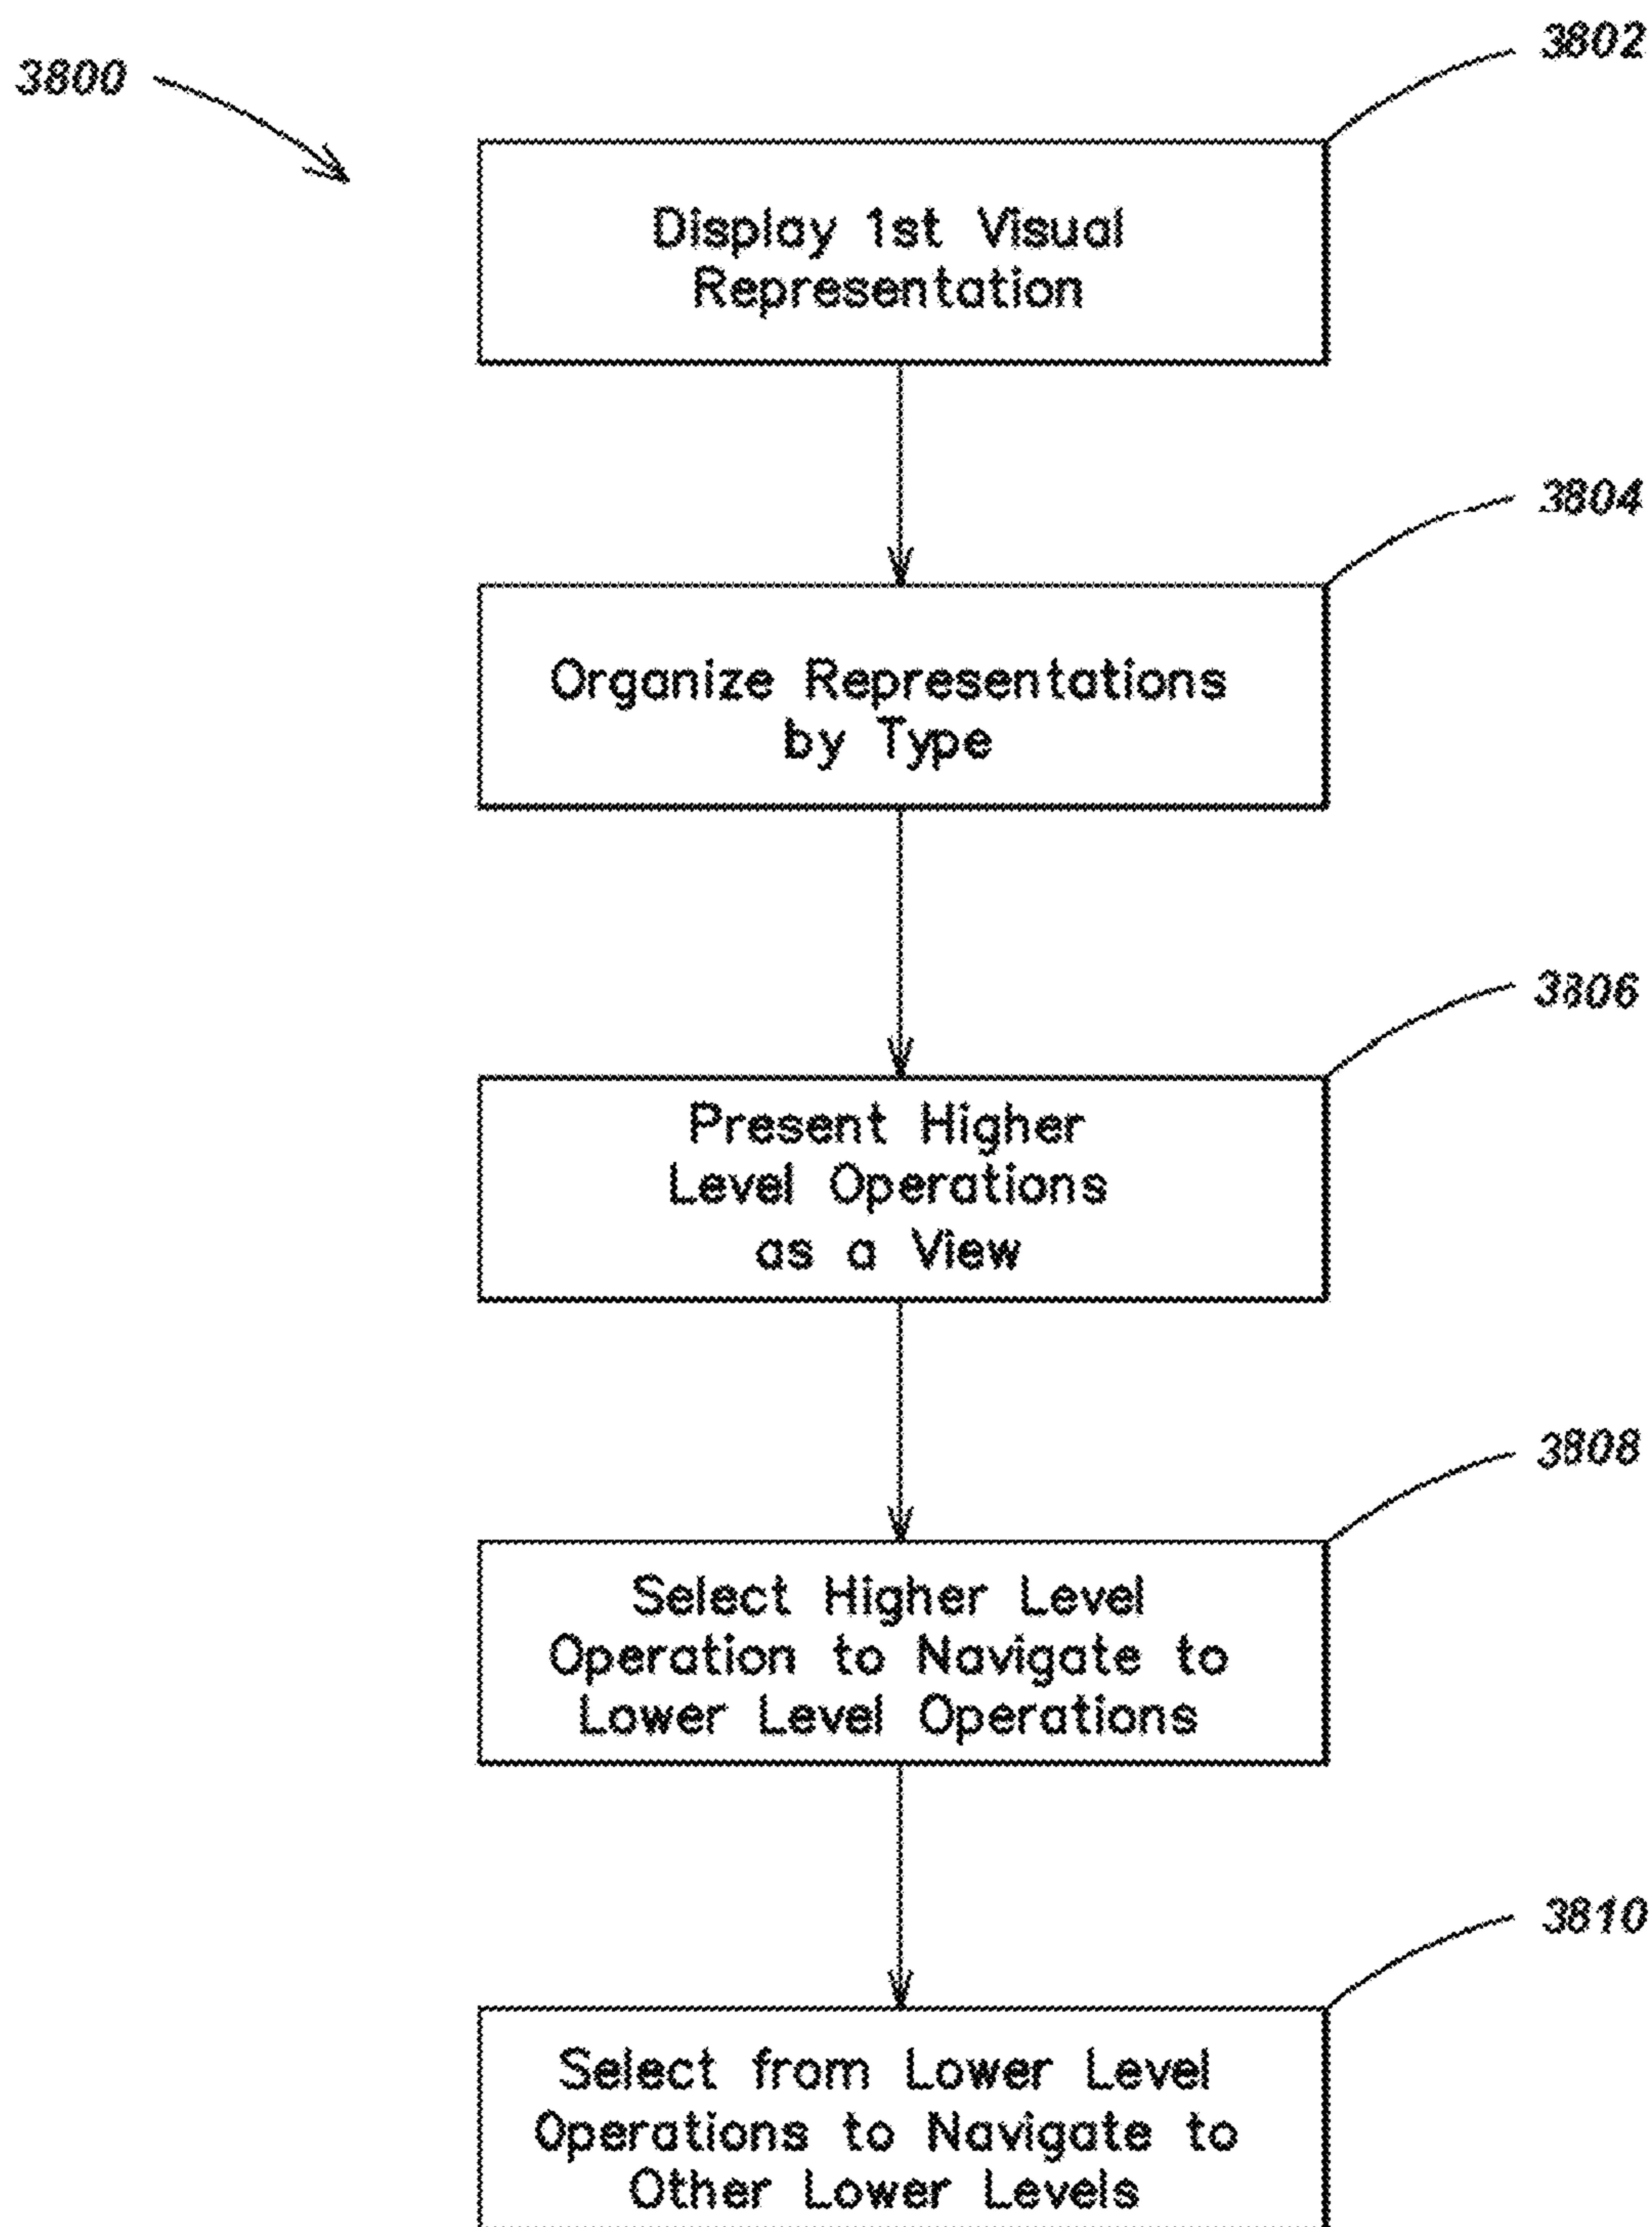 3800
3802
Display 1st Visual
Representation
3804
Organize Representations
by Type
3806
Present Higher
Level Operations
as a View
3808
Select Higher Level
Operation to Navigate to
Lower Level Operations
3810
Select from Lower Level
Operations to Navigate to
Other Lower Levels